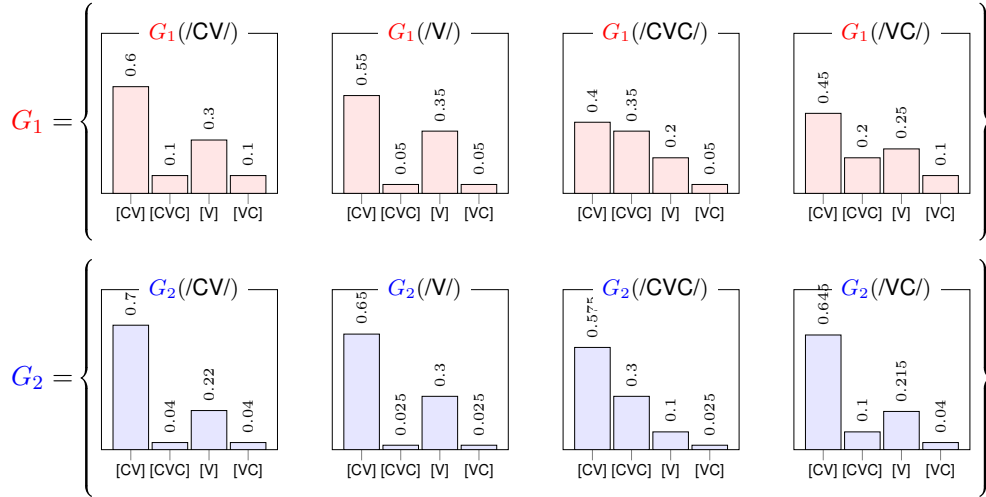 G1(/CV/) G1(/V/) G1(/CVC/) G1(/VC/)
0.6 0.1 0.3 0.1 0.55 0.05 0.35 0.05 0.4 0.35 0.2 0.05 0.45 0.2 0.25 0.1
G1 =
[CV] [CVC] [V] [VC] [CV] [CVC] [V] [VC] [CV] [CVC] [V] [VC] [CV] [CVC] [V] [VC]
G2(/CV/) G2(/V/) G2(/CVC/) G2(/VC/)
0.7 0.04 0.22 0.04 0.65 0.025 0.3 0.025 0.575 0.3 0.1 0.025 0.645 0.1 0.215 0.04
G2 =
[CV] [CVC] [V] [VC] [CV] [CVC] [V] [VC] [CV] [CVC] [V] [VC] [CV] [CVC] [V] [VC]